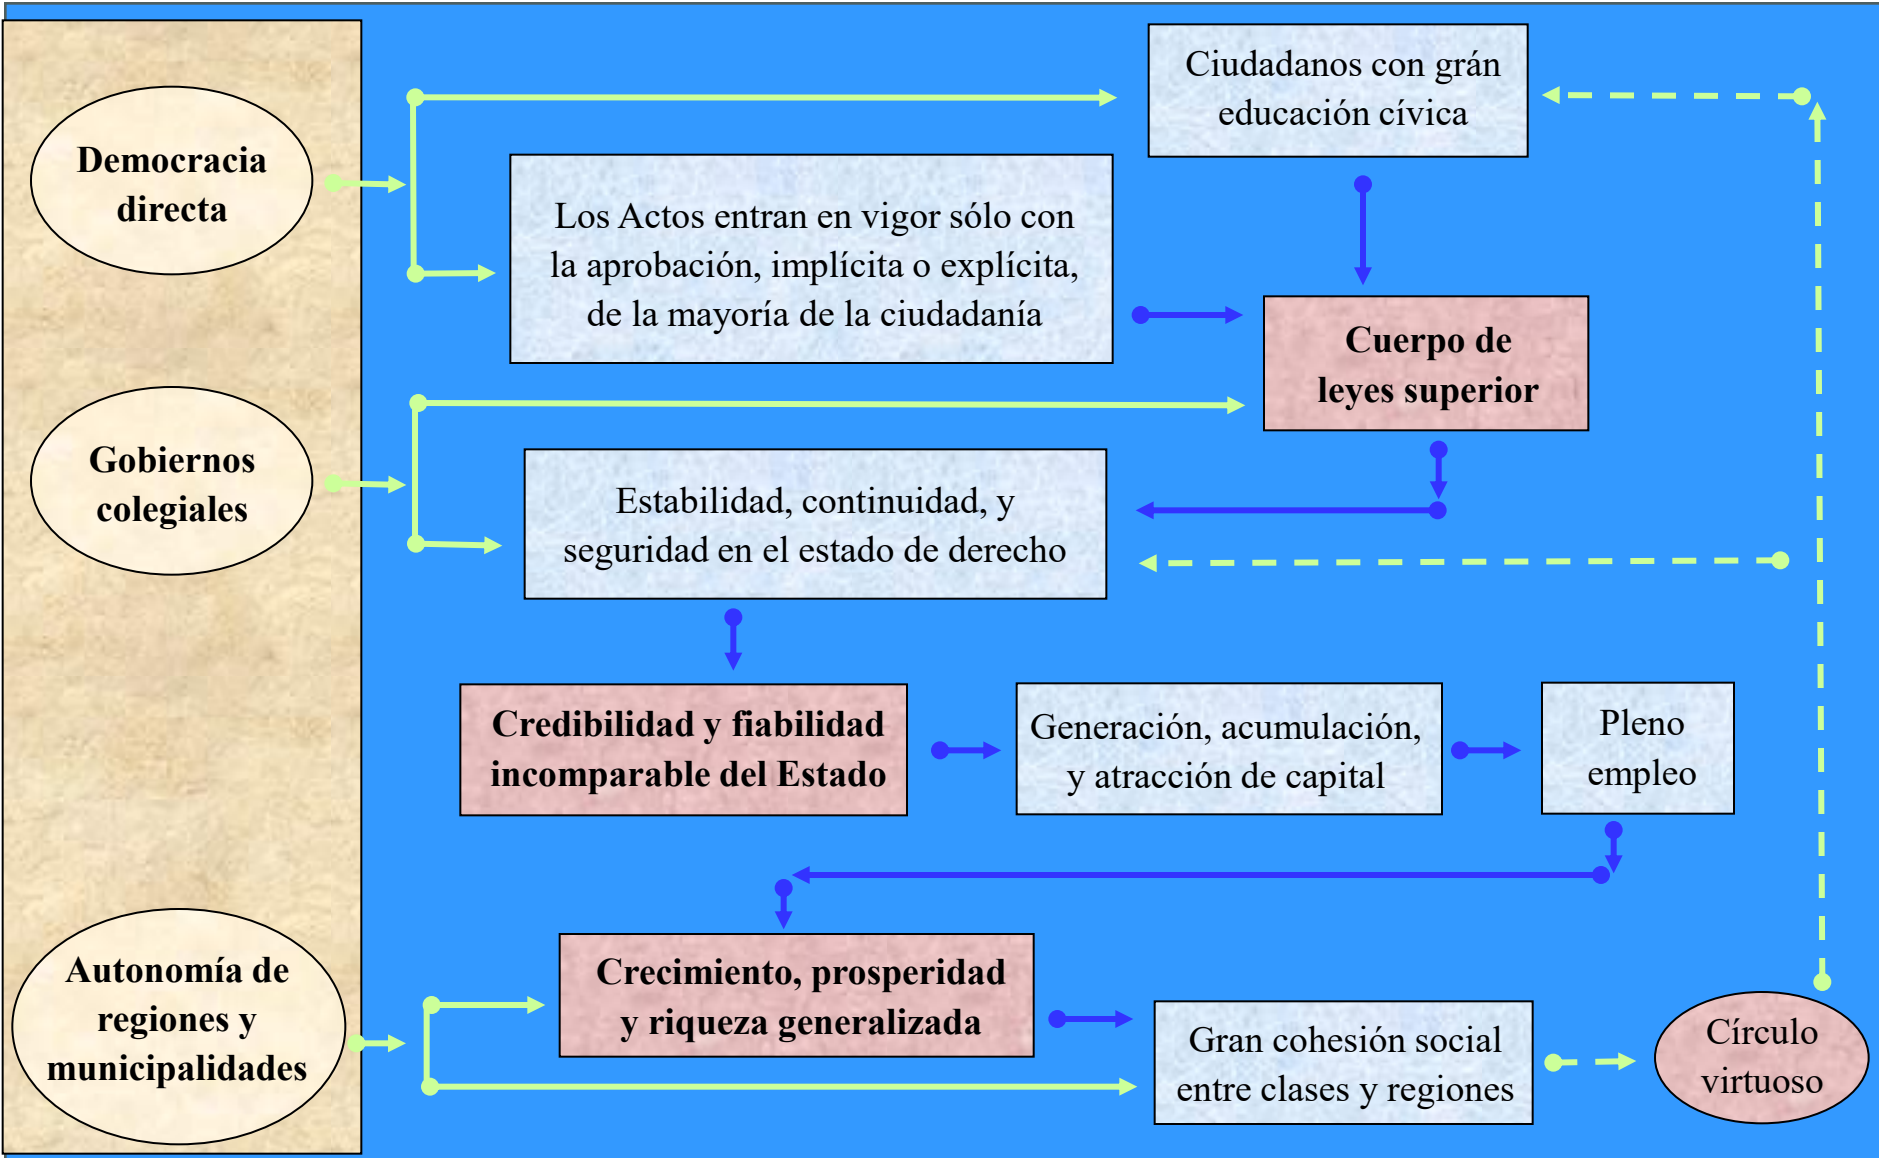 Ciudadanos con grán
educación cívica
Democracia
directa
Los Actos entran en vigor sólo con
la aprobación, implícita o explícita,
de la mayoría de la ciudadanía
Cuerpo de
leyes superior
Gobiernos
colegiales
Estabilidad, continuidad, y
seguridad en el estado de derecho
Credibilidad y fiabilidad
incomparable del Estado
Generación, acumulación,
y atracción de capital
Pleno
empleo
Autonomía de
regiones y
municipalidades
Crecimiento, prosperidad
y riqueza generalizada
Gran cohesión social
entre clases y regiones
Círculo
virtuoso